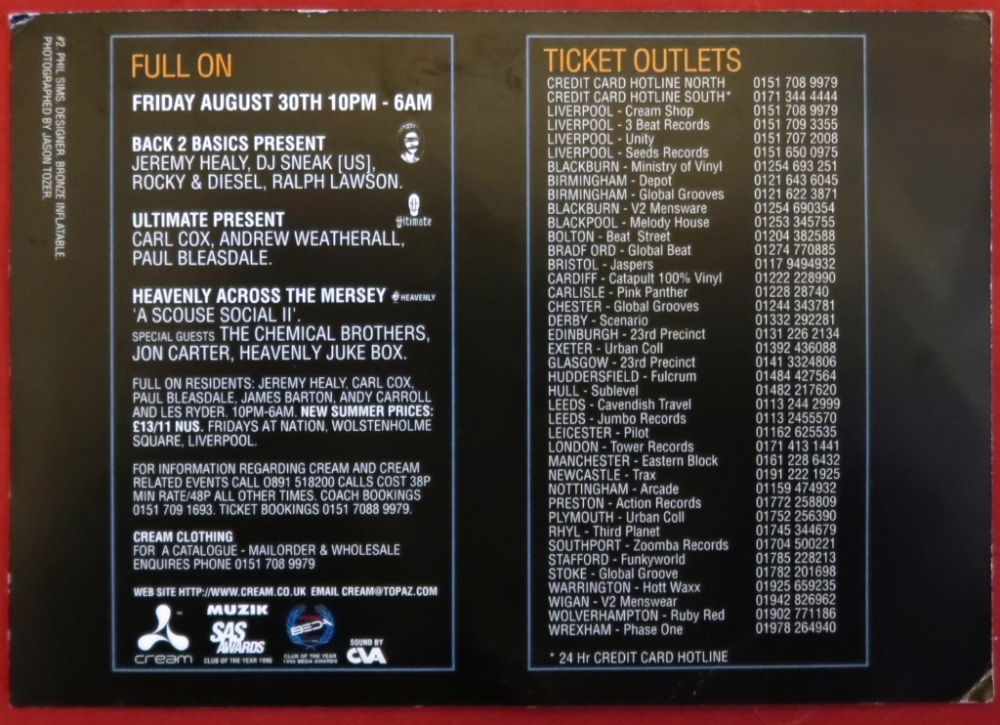 #2. PHIL SIMS. DESIGNER. BRONZE INFLATABLE.
PHOTOGRAPHED BY JASON TOZER.
FULL ON
FRIDAY AUGUST 30TH 10PM - 6AM
BACK 2 BASICS PRESENT
JEREMY HEALY, DJ SNEAK [US],
ROCKY & DIESEL, RALPH LAWSON.
ULTIMATE PRESENT
Ultimate
CARL COX, ANDREW WEATHERALL,
PAUL BLEASDALE.
HEAVENLY ACROSS THE MERSEY HEAVENLY
'A SCOUSE SOCIAL II'.
SPECIAL GUESTS THE CHEMICAL BROTHERS,
JON CARTER, HEAVENLY JUKE BOX.
FULL ON RESIDENTS: JEREMY HEALY, CARL COX,
PAUL BLEASDALE, JAMES BARTON, ANDY CARROLL
AND LES RYDER. 10PM-6AM. NEW SUMMER PRICES:
£13/11 NUS. FRIDAYS AT NATION, WOLSTENHOLME
SQUARE, LIVERPOOL.
FOR INFORMATION REGARDING CREAM AND CREAM
RELATED EVENTS CALL 0891 518200 CALLS COST 38P
MIN RATE/48P ALL OTHER TIMES. COACH BOOKINGS
0151 709 1693. TICKET BOOKINGS 0151 7088 9979.
CREAM CLOTHING
FOR A CATALOGUE - MAILORDER & WHOLESALE
ENQUIRES PHONE 0151 708 9979
WEB SITE HTTP://WWW.CREAM.CO.UK EMAIL CREAM@TOPAZ.COM
cream
MUZIK
SAS
AWARDS
CLUB OF THE YEAR 1996
BEDA
CLUB OF THE YEAR
1996 BEDA AWARDS
SOUND BY
CVA
TICKET OUTLETS
CREDIT CARD HOTLINE NORTH 0151 708 9979
CREDIT CARD HOTLINE SOUTH* 0171 344 4444
LIVERPOOL - Cream Shop 0151 708 9979
LIVERPOOL - 3 Beat Records 0151 709 3355
LIVERPOOL - Unity 0151 707 2008
LIVERPOOL - Seeds Records 0151 650 0975
BLACKBURN - Ministry of Vinyl 01254 693 251
BIRMINGHAM - Depot 0121 643 6045
BIRMINGHAM - Global Grooves 0121 622 3871
BLACKBURN - V2 Mensware 01254 690354
BLACKPOOL - Melody House 01253 345755
BOLTON - Beat Street 01204 382588
BRADF ORD - Global Beat 01274 770885
BRISTOL - Jaspers 0117 9494932
CARDIFF - Catapult 100% Vinyl 01222 228990
CARLISLE - Pink Panther 01228 28740
CHESTER - Global Grooves 01244 343781
DERBY - Scenario 01332 292281
EDINBURGH - 23rd Precinct 0131 226 2134
EXETER - Urban Coll 01392 436088
GLASGOW - 23rd Precinct 0141 3324806
HUDDERSFIELD - Fulcrum 01484 427564
HULL - Sublevel 01482 217620
LEEDS - Cavendish Travel 0113 244 2999
LEEDS - Jumbo Records 0113 2455570
LEICESTER - Pilot 01162 625535
LONDON - Tower Records 0171 413 1441
MANCHESTER - Eastern Block 0161 228 6432
NEWCASTLE - Trax 0191 222 1925
NOTTINGHAM - Arcade 01159 474932
PRESTON - Action Records 01772 258809
PLYMOUTH - Urban Coll 01752 256390
RHYL - Third Planet 01745 344679
SOUTHPORT - Zoomba Records 01704 500221
STAFFORD - Funkyworld 01785 228213
STOKE - Global Groove 01782 201698
WARRINGTON - Hott Waxx 01925 659235
WIGAN - V2 Menswear 01942 826962
WOLVERHAMPTON - Ruby Red 01902 771186
WREXHAM - Phase One 01978 264940
* 24 Hr CREDIT CARD HOTLINE